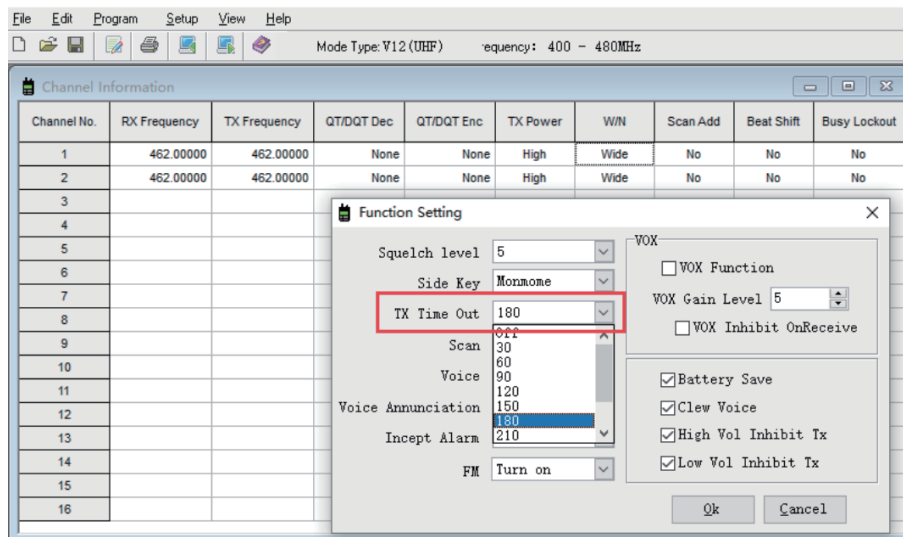 File Edit Program Setup View Help
Mode Type: V12(UHF) requency: 400 - 480MHz
Channel Information
Channel No. RX Frequency TX Frequency QT/DQT Dec QT/DQT Enc TX Power W/N Scan Add Beat Shift Busy Lockout
1 462.00000 462.00000 None None High Wide No No No
2 462.00000 462.00000 None None High Wide No No No
3
4
5
6
7
8
9
10
11
12
13
14
15
16
Function Setting
Squelch level 5
Side Key Monmome
TX Time Out 180
Off
30
60
90
120
150
180
210
Scan
Voice
Voice Annunciation
Incept Alarm
FM Turn on
VOX
VOX Function
VOX Gain Level 5
VOX Inhibit OnReceive
Battery Save
Clew Voice
High Vol Inhibit Tx
Low Vol Inhibit Tx
Ok Cancel